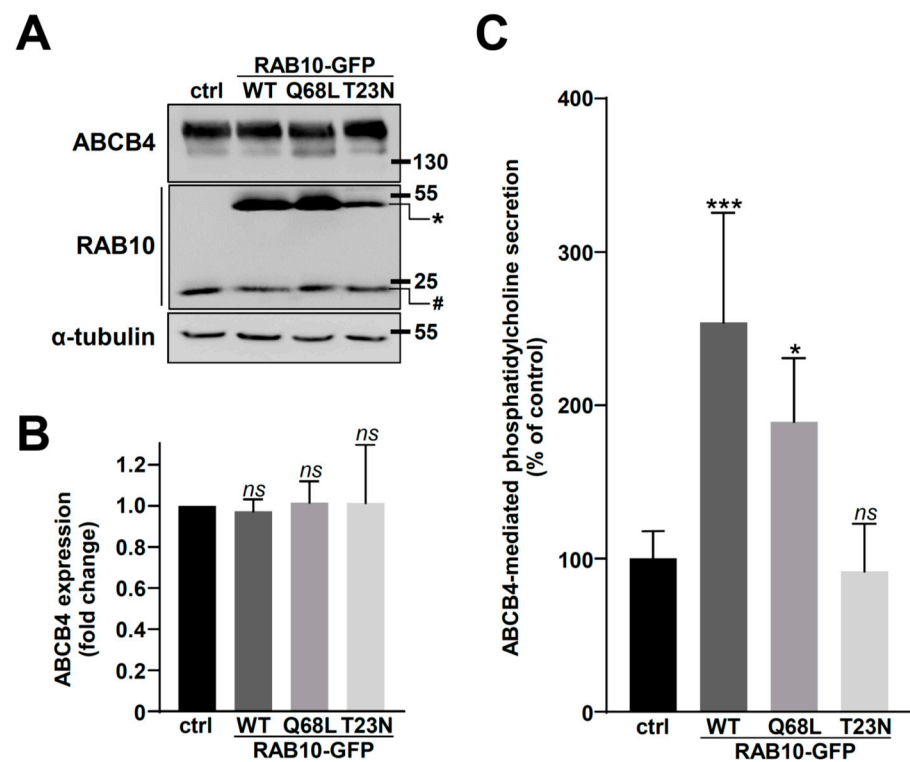 A
RAB10-GFP
ctrl WT Q68L T23N
ABCB4
130
RAB10
55
*
25
#
α-tubulin
55
B
ABCB4 expression
(fold change)
1.2
1.0
0.8
0.6
0.4
0.2
0
ns
ns
ns
ctrl WT Q68L T23N
RAB10-GFP
C
ABCB4-mediated phosphatidylcholine secretion
(% of control)
400
300
200
100
0
***
*
ns
ctrl WT Q68L T23N
RAB10-GFP